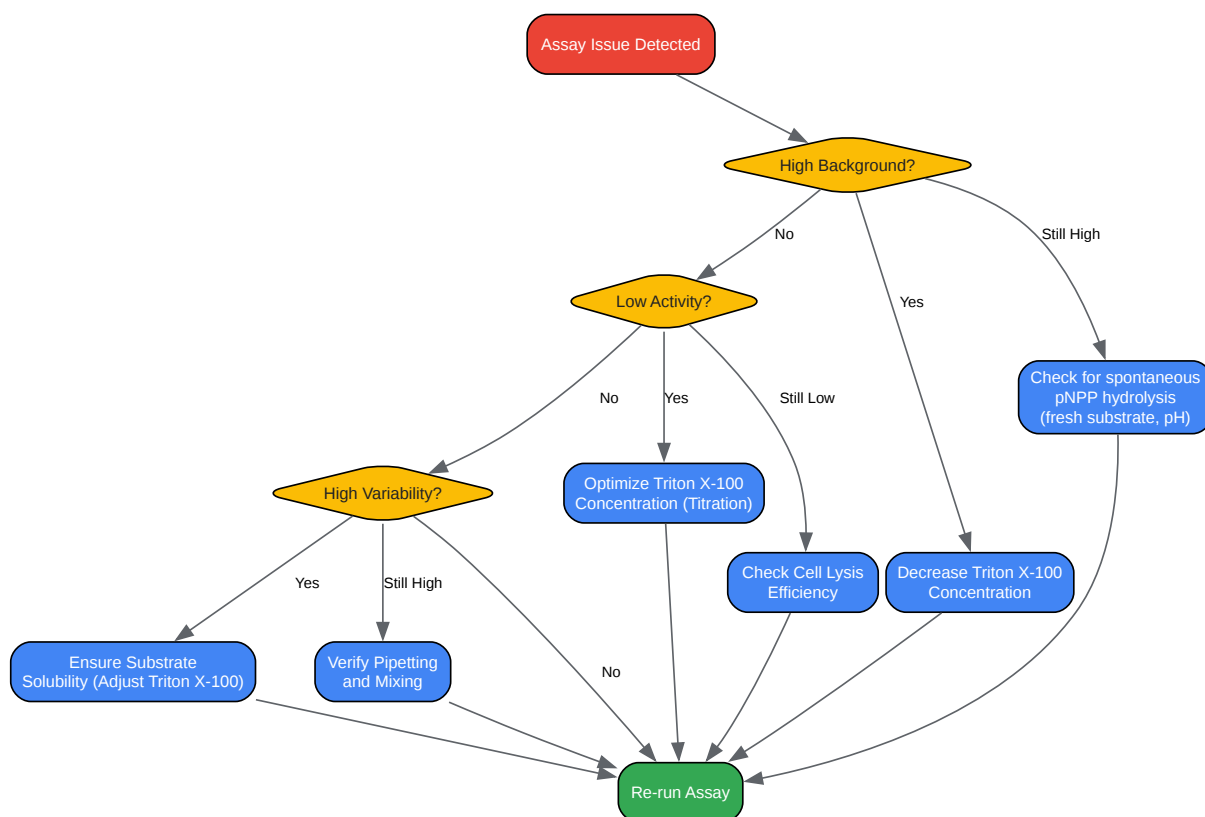 Assay Issue Detected
High Background?
No
Still High
Yes
Low Activity?
No
Yes
Still Low
Check for spontaneous
pNPP hydrolysis
(fresh substrate, pH)
High Variability?
Optimize Triton X-100
Concentration (Titration)
Yes
Still High
No
Check Cell Lysis
Efficiency
Decrease Triton X-100
Concentration
Ensure Substrate
Solubility (Adjust Triton X-100)
Verify Pipetting
and Mixing
Re-run Assay